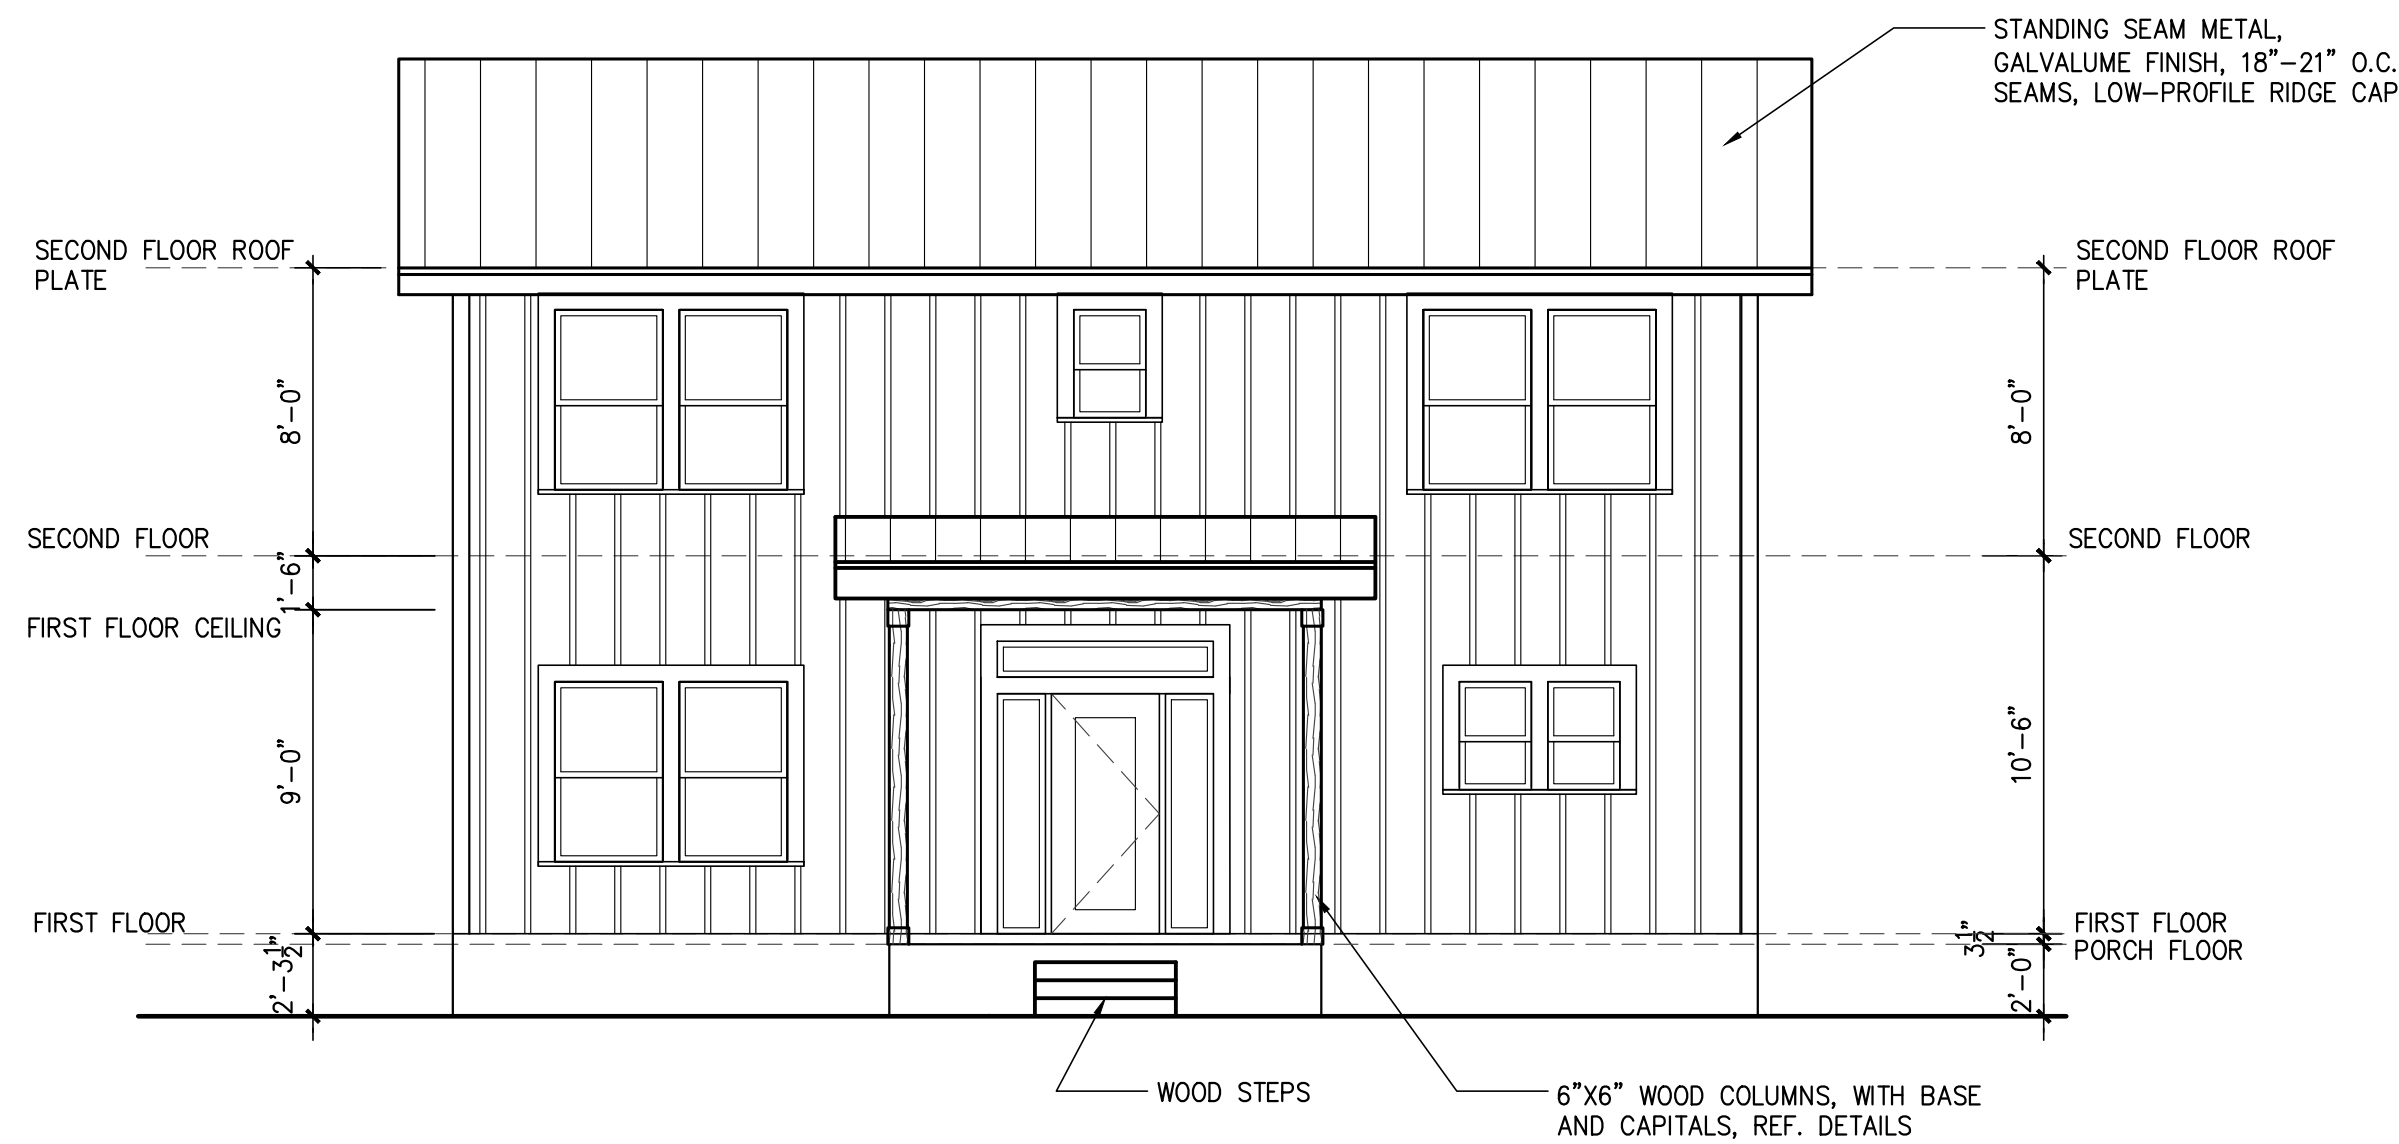 STANDING SEAM METAL,
GALVALUME FINISH, 18”–21” O.C.
SEAMS, LOW–PROFILE RIDGE CAP
SECOND FLOOR ROOF
PLATE
SECOND FLOOR ROOF
PLATE
8’–0”
8’–0”
SECOND FLOOR
SECOND FLOOR
1’–6”
FIRST FLOOR CEILING
9’–0”
10’–6”
FIRST FLOOR
FIRST FLOOR
3½”
PORCH FLOOR
2’–3½”
2’–0”
WOOD STEPS
6”X6” WOOD COLUMNS, WITH BASE
AND CAPITALS, REF. DETAILS